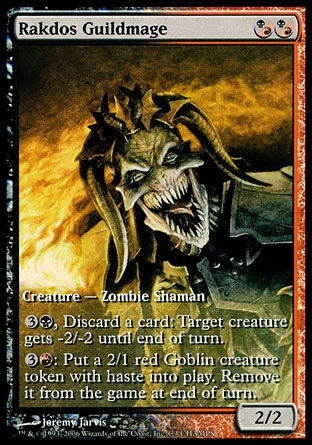 Rakdos Guildmage
Creature — Zombie Shaman
3, Discard a card: Target creature
gets -2/-2 until end of turn.
3: Put a 2/1 red Goblin creature
token with haste into play. Remove
it from the game at end of turn.
Jeremy Jarvis
™ & ©1993-2006 Wizards of the Coast, Inc.
2/2